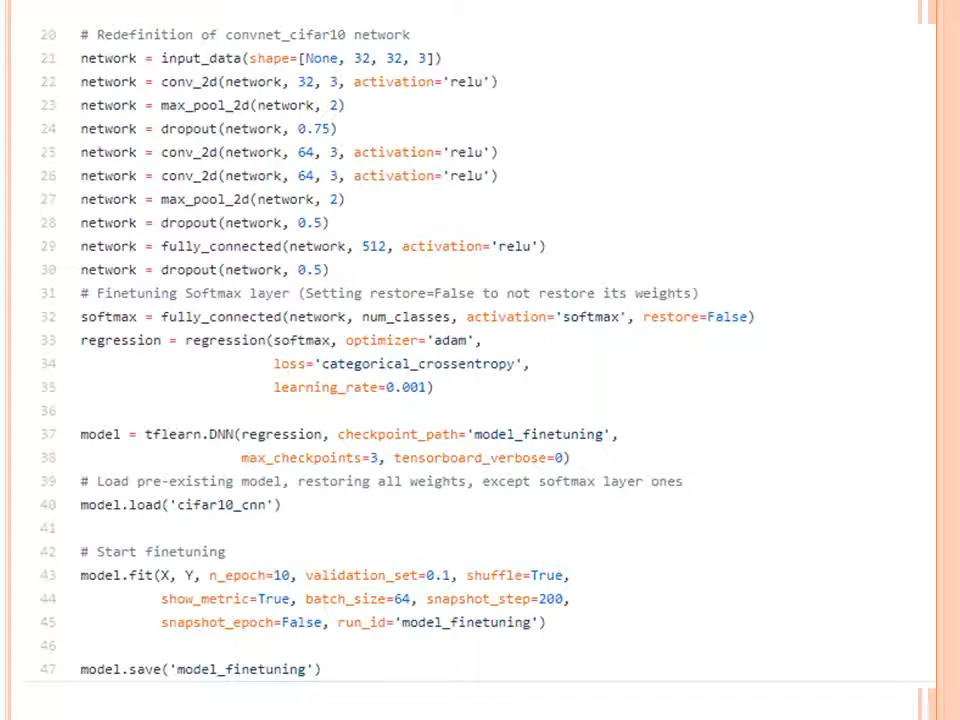 20 # Redefinition of convnet_cifar10 network
21 network = input_data(shape=[None, 32, 32, 3])
22 network = conv_2d(network, 32, 3, activation='relu')
23 network = max_pool_2d(network, 2)
24 network = dropout(network, 0.75)
25 network = conv_2d(network, 64, 3, activation='relu')
26 network = conv_2d(network, 64, 3, activation='relu')
27 network = max_pool_2d(network, 2)
28 network = dropout(network, 0.5)
29 network = fully_connected(network, 512, activation='relu')
30 network = dropout(network, 0.5)
31 # Finetuning Softmax layer (Setting restore=False to not restore its weights)
32 softmax = fully_connected(network, num_classes, activation='softmax', restore=False)
33 regression = regression(softmax, optimizer='adam',
34 loss='categorical_crossentropy',
35 learning_rate=0.001)
36
37 model = tflearn.DNN(regression, checkpoint_path='model_finetuning',
38 max_checkpoints=3, tensorboard_verbose=0)
39 # Load pre-existing model, restoring all weights, except softmax layer ones
40 model.load('cifar10_cnn')
41
42 # Start finetuning
43 model.fit(X, Y, n_epoch=10, validation_set=0.1, shuffle=True,
44 show_metric=True, batch_size=64, snapshot_step=200,
45 snapshot_epoch=False, run_id='model_finetuning')
46
47 model.save('model_finetuning')